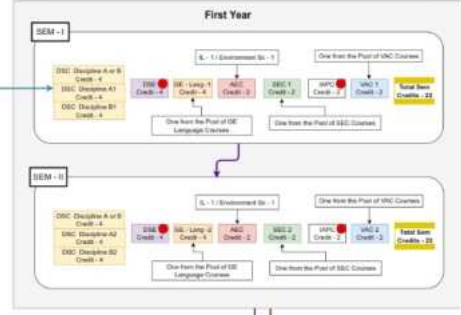 First Year
SEM - I
IL - 1 / Environment Sc - 1
One from the Pool of VAC Courses
DSC Discipline A or B
Credit - 4
DSC Discipline A1
Credit - 4
DSC Discipline B1
Credit - 4
DSE
Credit - 4
GE - Lang -1
Credit - 4
AEC
Credit - 2
SEC 1
Credit - 2
IAPC
Credit - 2
VAC 1
Credit - 2
Total Sem
Credits - 22
One from the Pool of GE
Language Courses
One from the Pool of SEC Courses
SEM - II
IL - 1 / Environment Sc - 1
One from the Pool of VAC Courses
DSC Discipline A or B
Credit - 4
DSC Discipline A2
Credit - 4
DSC Discipline B2
Credit - 4
DSE
Credit - 4
GE - Lang -2
Credit - 4
AEC
Credit - 2
SEC 2
Credit - 2
IAPC
Credit - 2
VAC 2
Credit - 2
Total Sem
Credits - 22
One from the Pool of GE
Language Courses
One from the Pool of SEC Courses